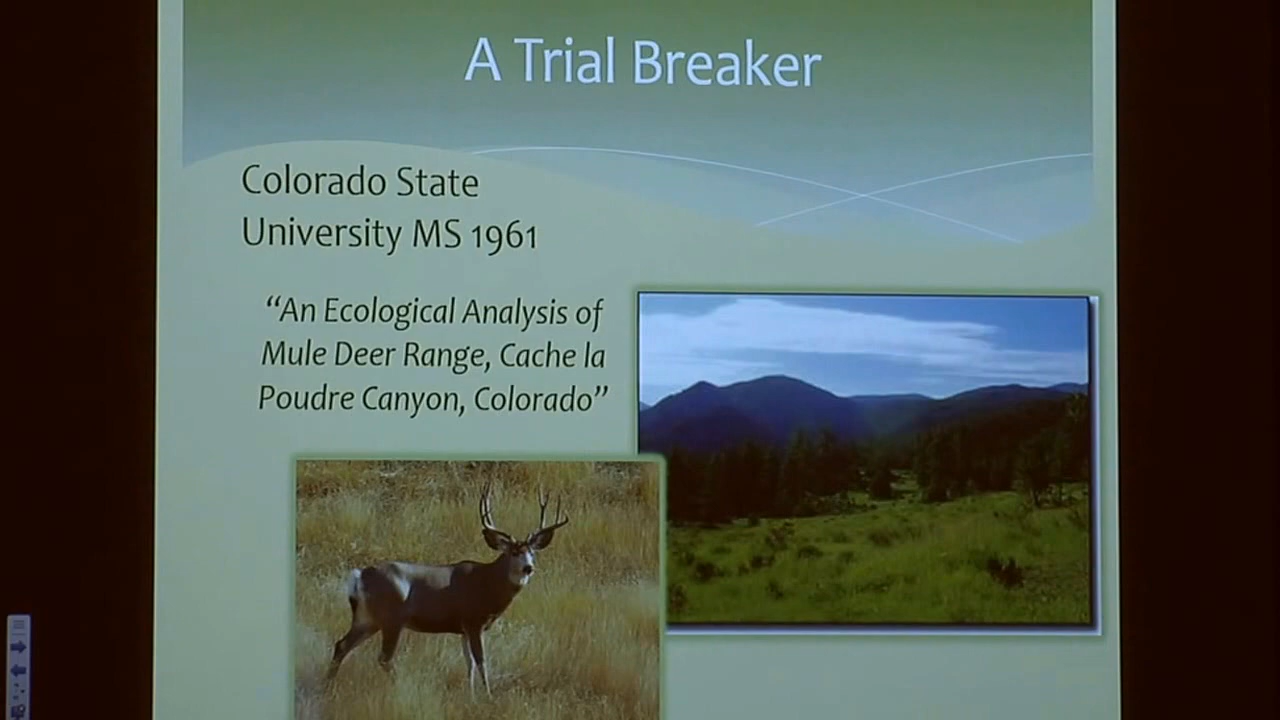 A Trial Breaker
Colorado State
University MS 1961
“An Ecological Analysis of
Mule Deer Range, Cache la
Poudre Canyon, Colorado”